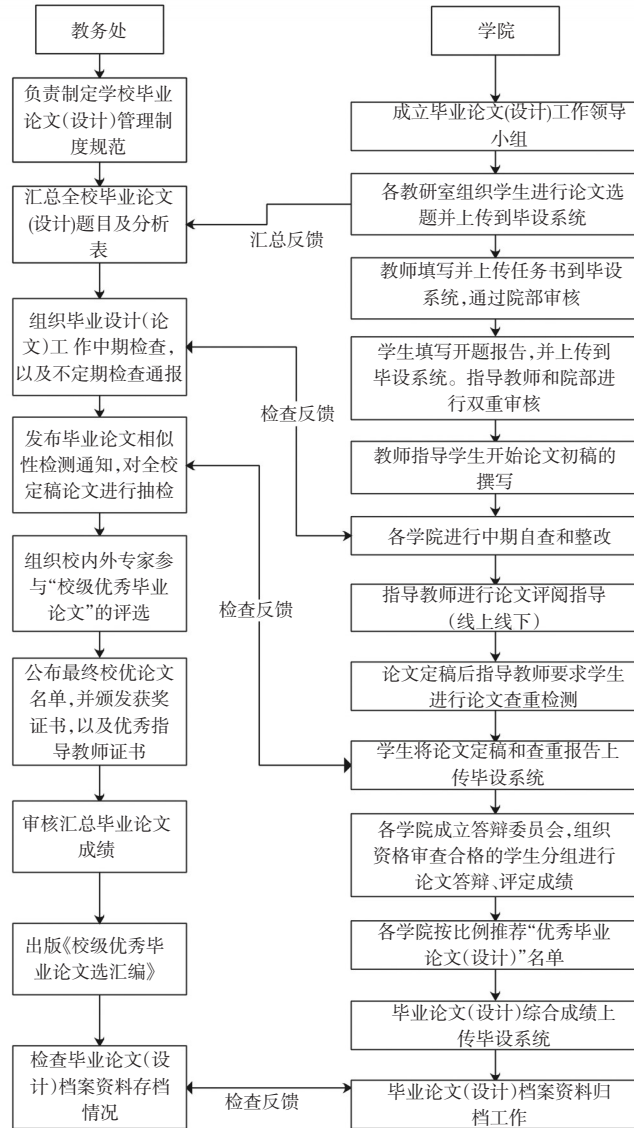 教务处
负责制定学校毕业
论文(设计)管理制
度规范
汇总全校毕业论文
(设计)题目及分析
表
组织毕业设计(论
文)工作中期检查,
以及不定期检查通报
发布毕业论文相似
性检测通知,对全校
定稿论文进行抽检
组织校内外专家参
与“校级优秀毕业
论文”的评选
公布最终校优论文
名单,并颁发获奖
证书,以及优秀指
导教师证书
审核汇总毕业论文
成绩
出版《校级优秀毕
业论文选汇编》
检查毕业论文(设
计)档案资料存档
情况
汇总反馈
检查反馈
检查反馈
检查反馈
学院
成立毕业论文(设计)工作领导
小组
各教研室组织学生进行论文选
题并上传到毕设系统
教师填写并上传任务书到毕设
系统,通过院部审核
学生填写开题报告,并上传到
毕设系统。指导教师和院部进
行双重审核
教师指导学生开始论文初稿的
撰写
各学院进行中期自查和整改
指导教师进行论文评阅指导
(线上线下)
论文定稿后指导教师要求学生
进行论文查重检测
学生将论文定稿和查重报告上
传毕设系统
各学院成立答辩委员会,组织
资格审查合格的学生分组进行
论文答辩、评定成绩
各学院按比例推荐“优秀毕业
论文(设计)”名单
毕业论文(设计)综合成绩上
传毕设系统
毕业论文(设计)档案资料归
档工作